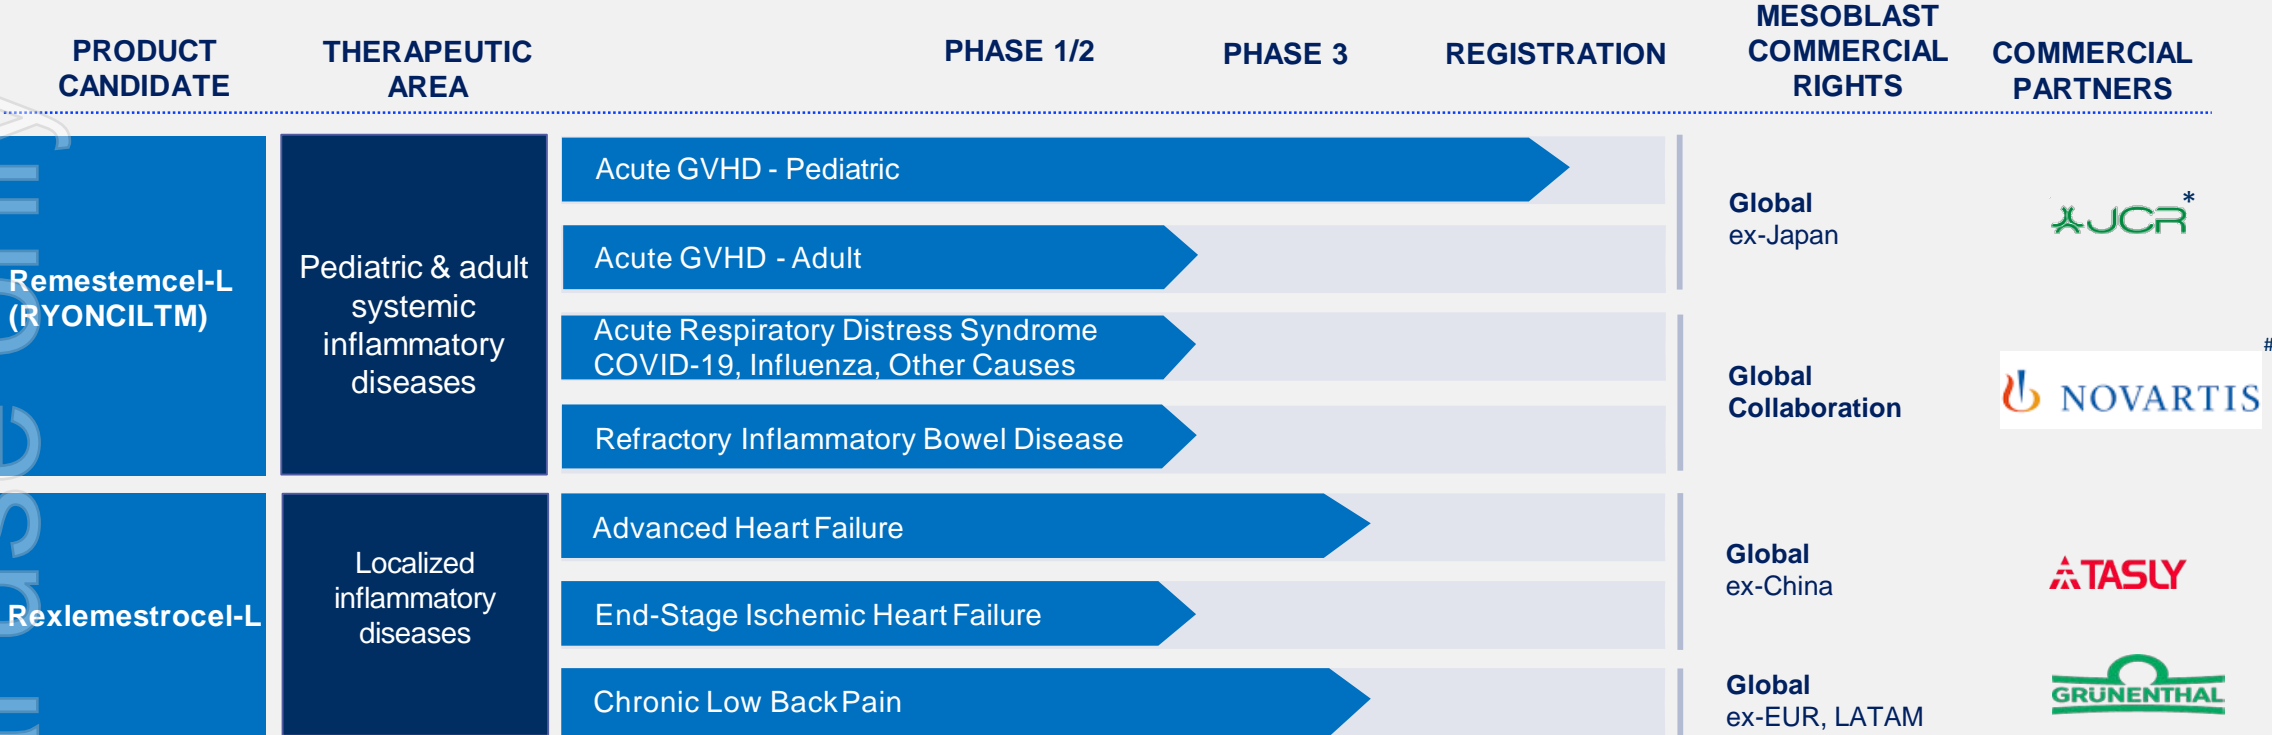 PRODUCT
CANDIDATE
THERAPEUTIC
AREA
PHASE 1/2
PHASE 3
REGISTRATION
MESOBLAST
COMMERCIAL
RIGHTS
COMMERCIAL
PARTNERS
Remestemcel-L
(RYONCILTM)
Pediatric & adult
systemic
inflammatory
diseases
Acute GVHD - Pediatric
Acute GVHD - Adult
Global
ex-Japan
JCR*
Acute Respiratory Distress Syndrome
COVID-19, Influenza, Other Causes
Refractory Inflammatory Bowel Disease
Global
Collaboration
NOVARTIS#
Rexlemestrocel-L
Localized
inflammatory
diseases
Advanced Heart Failure
End-Stage Ischemic Heart Failure
Global
ex-China
TASLY
Chronic Low Back Pain
Global
ex-EUR, LATAM
GRÜNENTHAL
use only